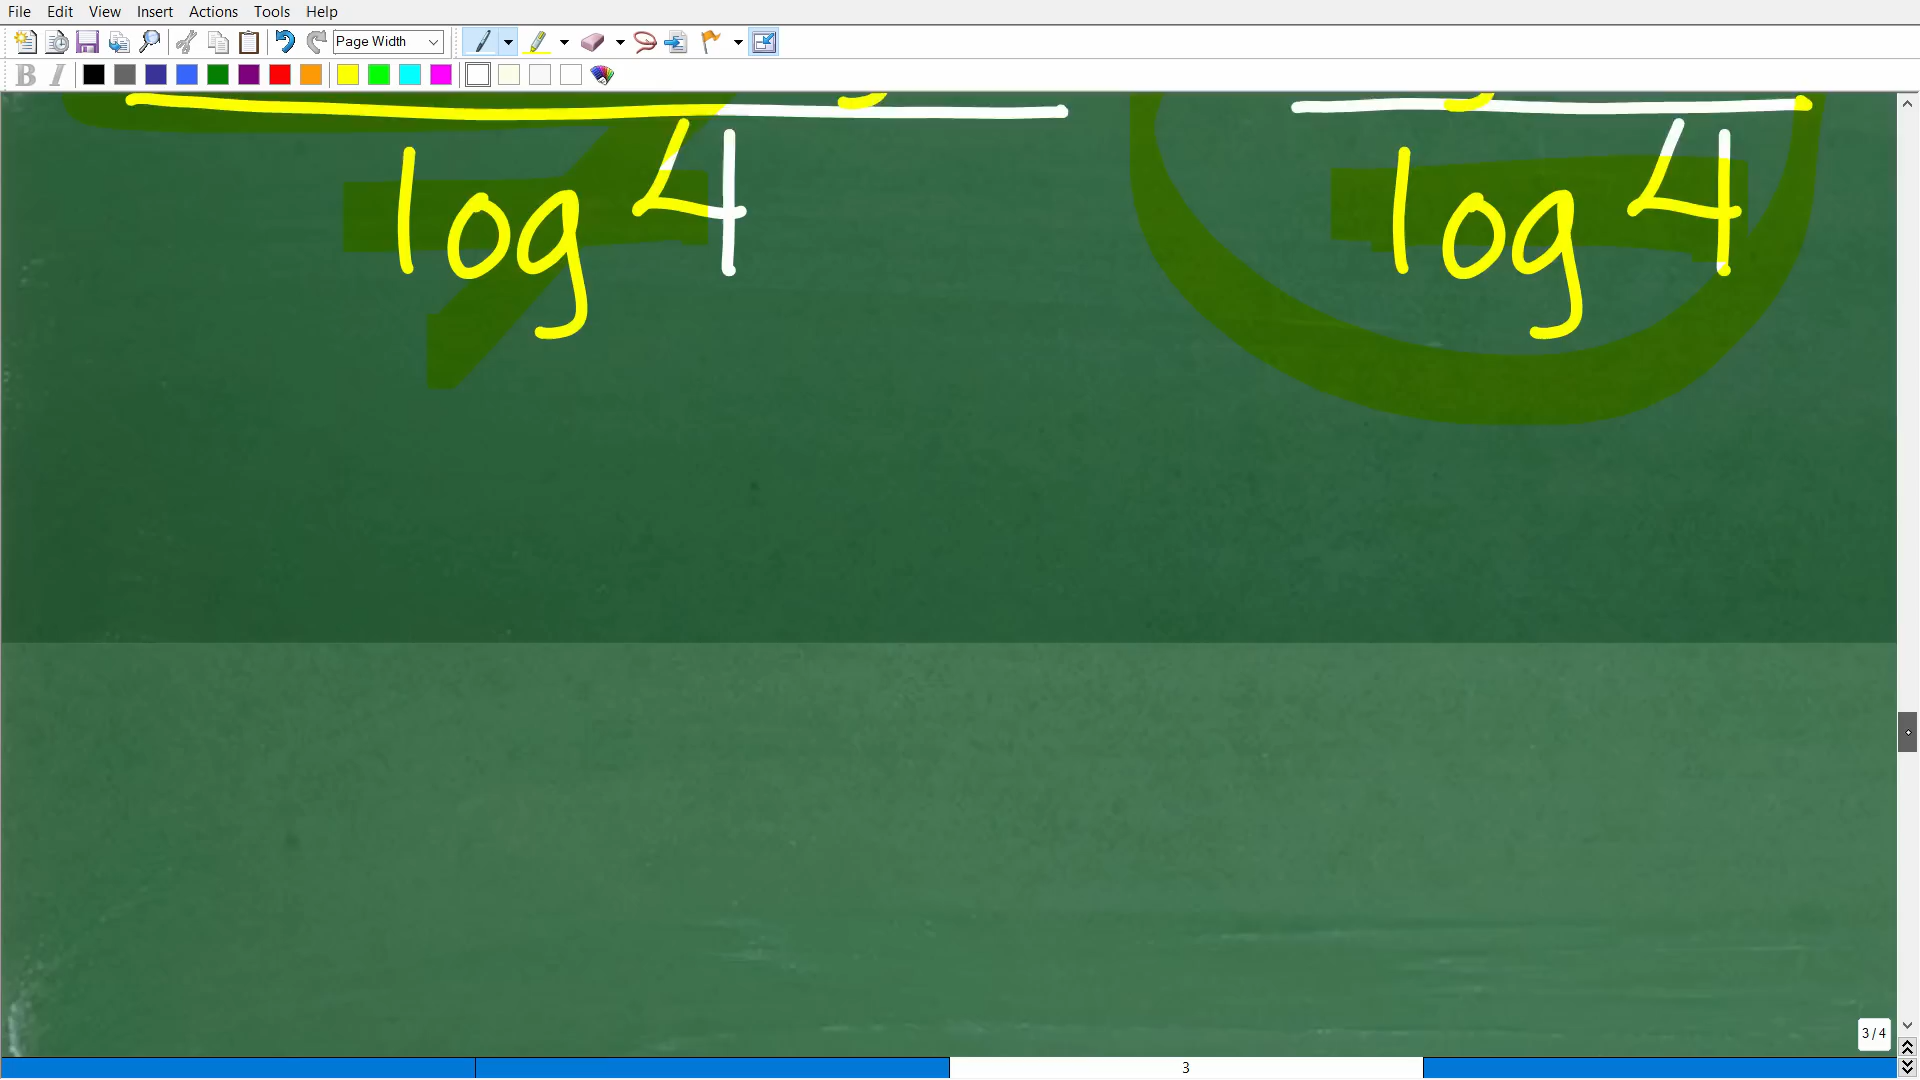 File Edit View Insert Actions Tools Help
Page Width
B I
log 4 log 4
3 / 4
3